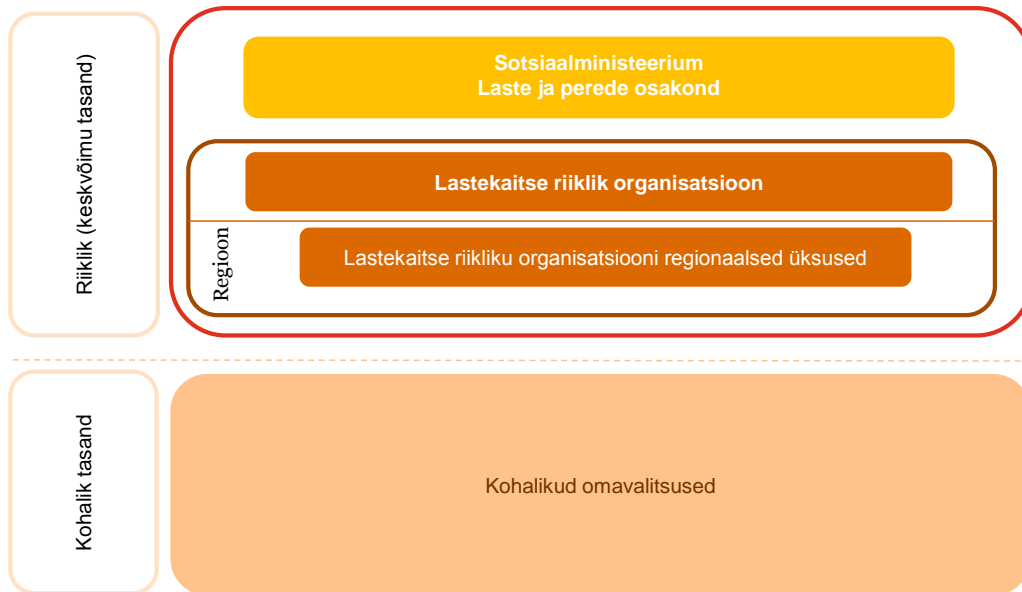 Riiklik (keskvõimu tasand)
Sotsiaalministeerium
Laste ja perede osakond
Lastekaitse riiklik organisatsioon
Regioon
Lastekaitse riikliku organisatsiooni regionaalsed üksused
Kohalik tasand
Kohalikud omavalitsused